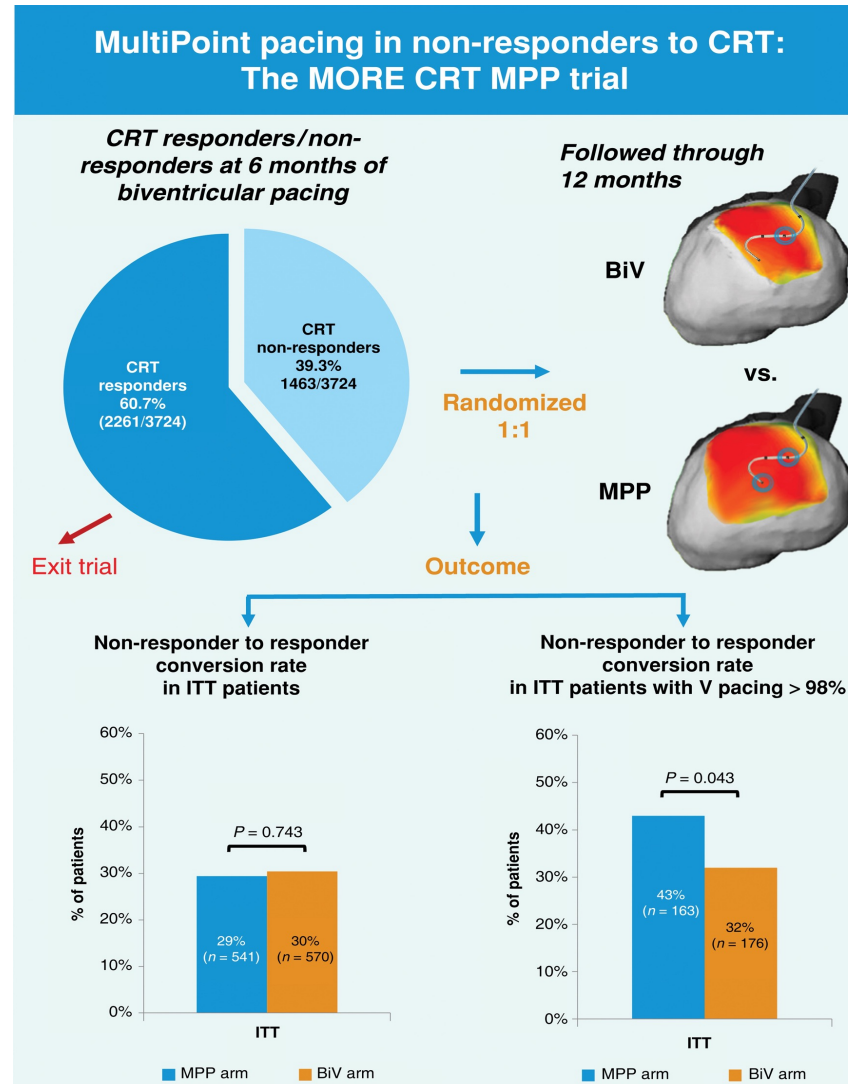 MultiPoint pacing in non-responders to CRT:
The MORE CRT MPP trial
CRT responders/non-
responders at 6 months of
biventricular pacing
CRT
responders
60.7%
(2261/3724)
CRT
non-responders
39.3%
1463/3724
Exit trial
Randomized
1:1
Followed through
12 months
BiV
vs.
MPP
Outcome
Non-responder to responder
conversion rate
in ITT patients
% of patients
60%
50%
40%
30%
20%
10%
0%
P = 0.743
29%
(n = 541)
30%
(n = 570)
ITT
MPP arm
BiV arm
Non-responder to responder
conversion rate
in ITT patients with V pacing > 98%
% of patients
60%
50%
40%
30%
20%
10%
0%
P = 0.043
43%
(n = 163)
32%
(n = 176)
ITT
MPP arm
BiV arm